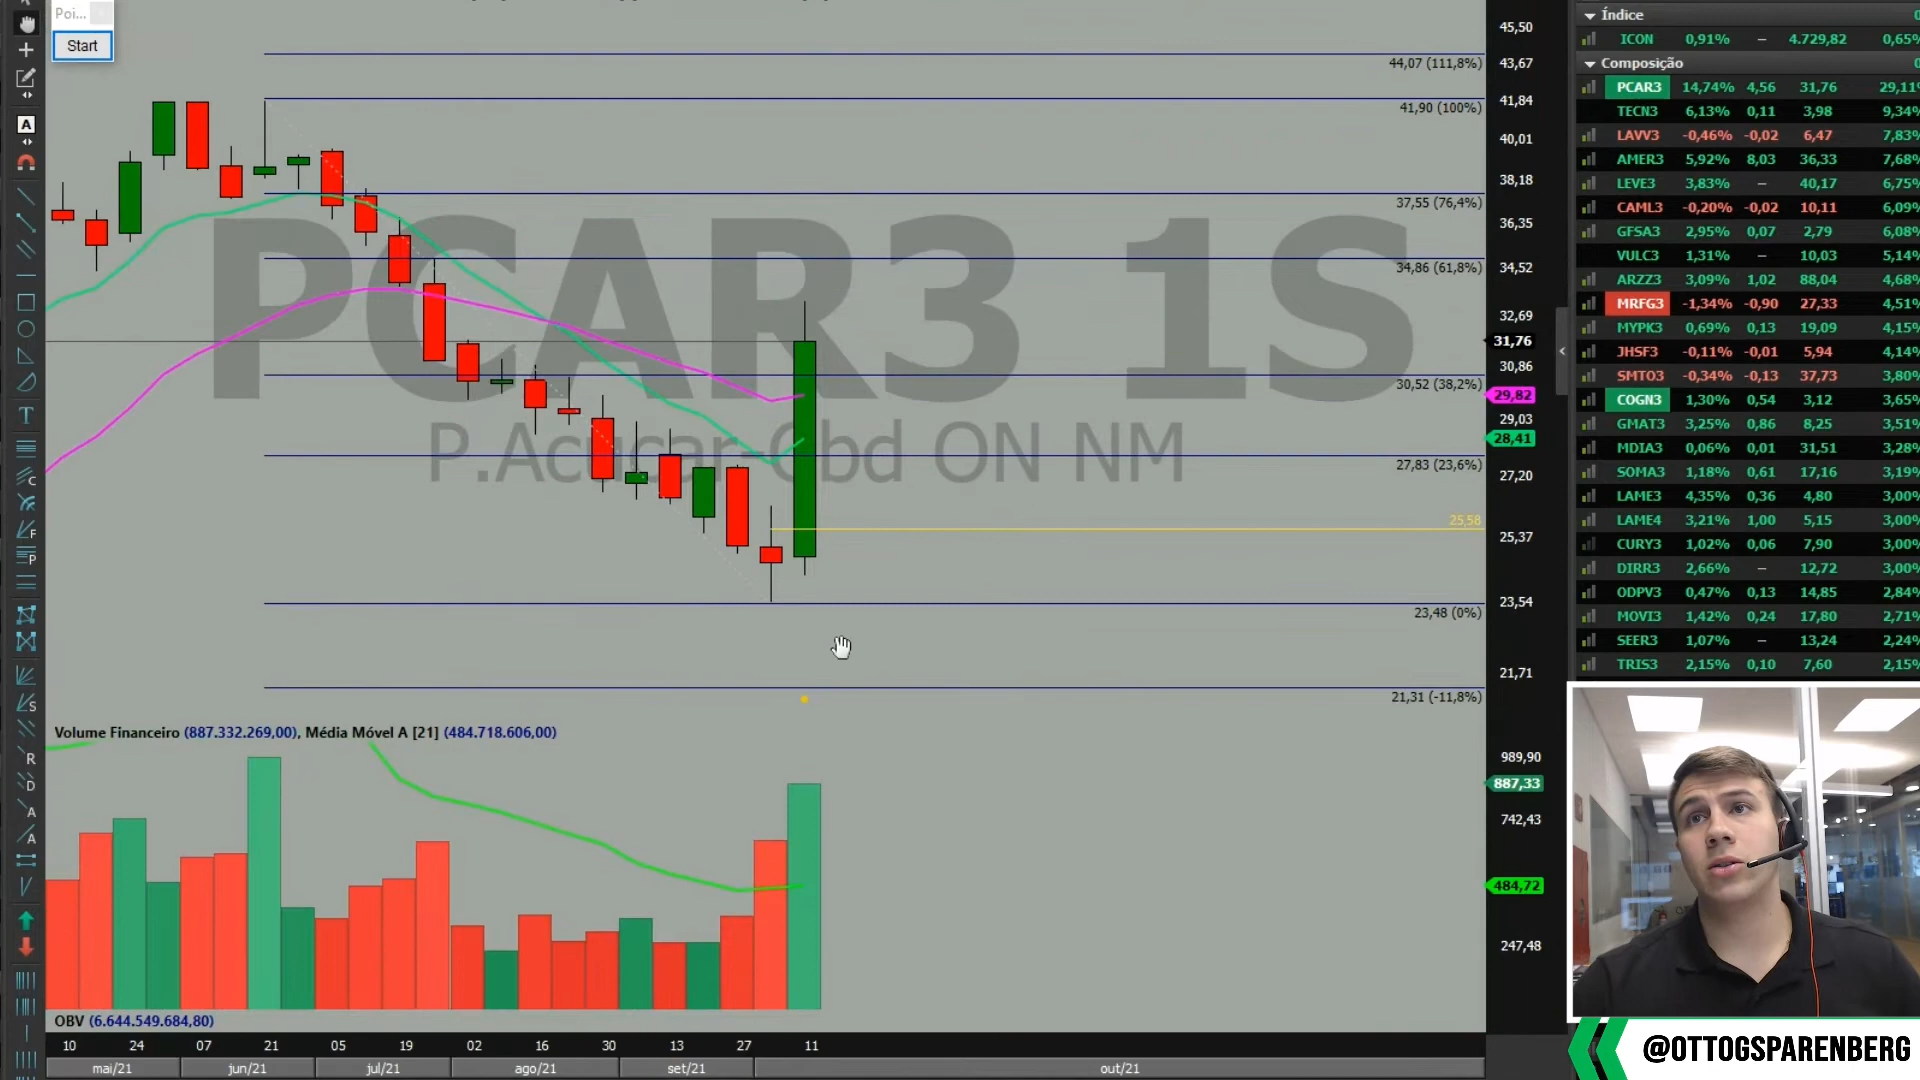 Poi...
Start
PCAR3 1S
P.Acucar-Cbd ON NM
44,07 (111,8%)
41,90 (100%)
37,55 (76,4%)
34,86 (61,8%)
30,52 (38,2%)
27,83 (23,6%)
25,58
23,48 (0%)
21,31 (-11,8%)
45,50
43,67
41,84
40,01
38,18
36,35
34,52
32,69
31,76
30,86
29,82
29,03
28,41
27,20
25,37
23,54
21,71
Volume Financeiro (887.332.269,00), Média Móvel A [21] (484.718.606,00)
989,90
887,33
742,43
484,72
247,48
OBV (6.644.549.684,80)
10 24 07 21 05 19 02 16 30 13 27 11
mai/21 jun/21 jul/21 ago/21 set/21 out/21
Índice
ICON 0,91% – 4.729,82 0,65%
Composição
PCAR3 14,74% 4,56 31,76 29,11%
TECN3 6,13% 0,11 3,98 9,34%
LAVV3 -0,46% -0,02 6,47 7,83%
AMER3 5,92% 8,03 36,33 7,68%
LEVE3 3,83% – 40,17 6,75%
CAML3 -0,20% -0,02 10,11 6,09%
GFSA3 2,95% 0,07 2,79 6,08%
VULC3 1,31% – 10,03 5,14%
ARZZ3 3,09% 1,02 88,04 4,68%
MRFG3 -1,34% -0,90 27,33 4,51%
MYPK3 0,69% 0,13 19,09 4,15%
JHSF3 -0,11% -0,01 5,94 4,14%
SMTO3 -0,34% -0,13 37,73 3,80%
COGN3 1,30% 0,54 3,12 3,65%
GMAT3 3,25% 0,86 8,25 3,51%
MDIA3 0,06% 0,01 31,51 3,28%
SOMA3 1,18% 0,61 17,16 3,19%
LAME3 4,35% 0,36 4,80 3,00%
LAME4 3,21% 1,00 5,15 3,00%
CURY3 1,02% 0,06 7,90 3,00%
DIRR3 2,66% – 12,72 3,00%
ODPV3 0,47% 0,13 14,85 2,84%
MOVI3 1,42% 0,24 17,80 2,71%
SEER3 1,07% – 13,24 2,24%
TRIS3 2,15% 0,10 7,60 2,15%
@OTTOGSPARENBERG